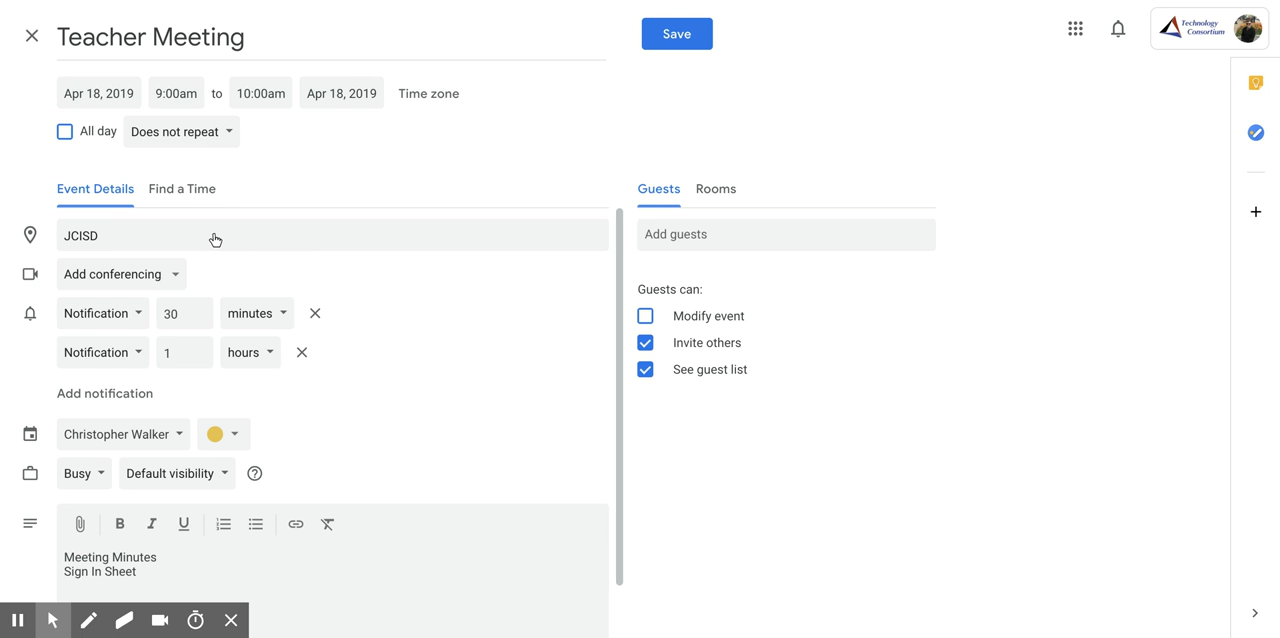 Teacher Meeting
Save
Technology
Consortium
Apr 18, 2019 9:00am to 10:00am Apr 18, 2019 Time zone
All day Does not repeat
Event Details Find a Time
Guests Rooms
JCISD
Add guests
Add conferencing
Guests can:
Notification 30 minutes
Modify event
Invite others
Notification 1 hours
See guest list
Add notification
Christopher Walker
Busy Default visibility ?
B I U
Meeting Minutes
Sign In Sheet